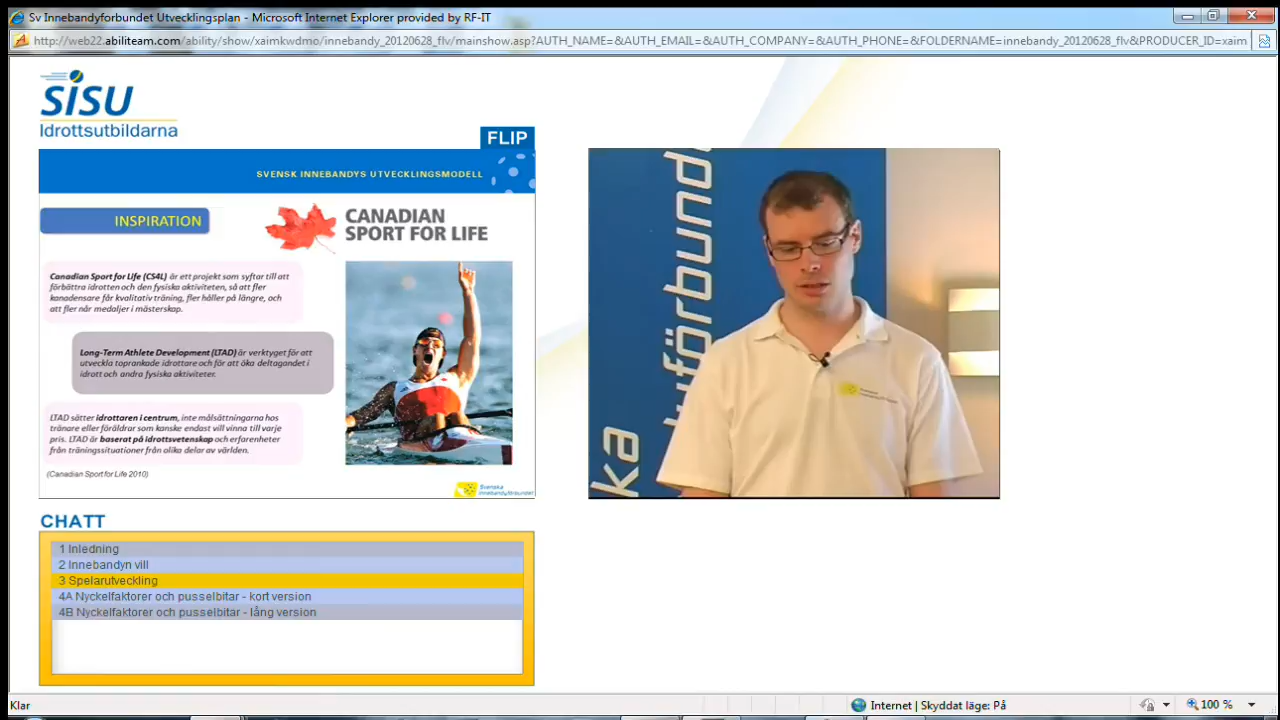 Sv Innebandyforbundet Utvecklingsplan - Microsoft Internet Explorer provided by RF-IT
http://web22.abiliteam.com/ability/show/xaimkwdmo/innebandy_20120628_flv/mainshow.asp?AUTH_NAME=&AUTH_EMAIL=&AUTH_COMPANY=&AUTH_PHONE=&FOLDERNAME=innebandy_20120628_flv&PRODUCER_ID=xaim
SISU
Idrottsutbildarna
FLIP
SVENSK INNEBANDYS UTVECKLINGSMODELL
INSPIRATION
CANADIAN
SPORT FOR LIFE
Canadian Sport for Life (CS4L) är ett projekt som syftar till att
förbättra idrotten och den fysiska aktiviteten, så att fler
kanadensare får kvalitativ träning, fler håller på längre, och
att fler når medaljer i mästerskap.
Long-Term Athlete Development (LTAD) är verktyget för att
utveckla toprankade idrottare och för att öka deltagandet i
idrott och andra fysiska aktiviteter.
LTAD sätter idrottaren i centrum, inte målsättningarna hos
tränare eller föräldrar som kanske endast vill vinna till varje
pris. LTAD är baserat på idrottsvetenskap och erfarenheter
från träningssituationer från olika delar av världen.
(Canadian Sport for Life 2010)
Svenska
Innebandyförbundet
ka
yförbund
CHATT
1 Inledning
2 Innebandyn vill
3 Spelarutveckling
4A Nyckelfaktorer och pusselbitar - kort version
4B Nyckelfaktorer och pusselbitar - lång version
Klar
Internet | Skyddat läge: På
100 %